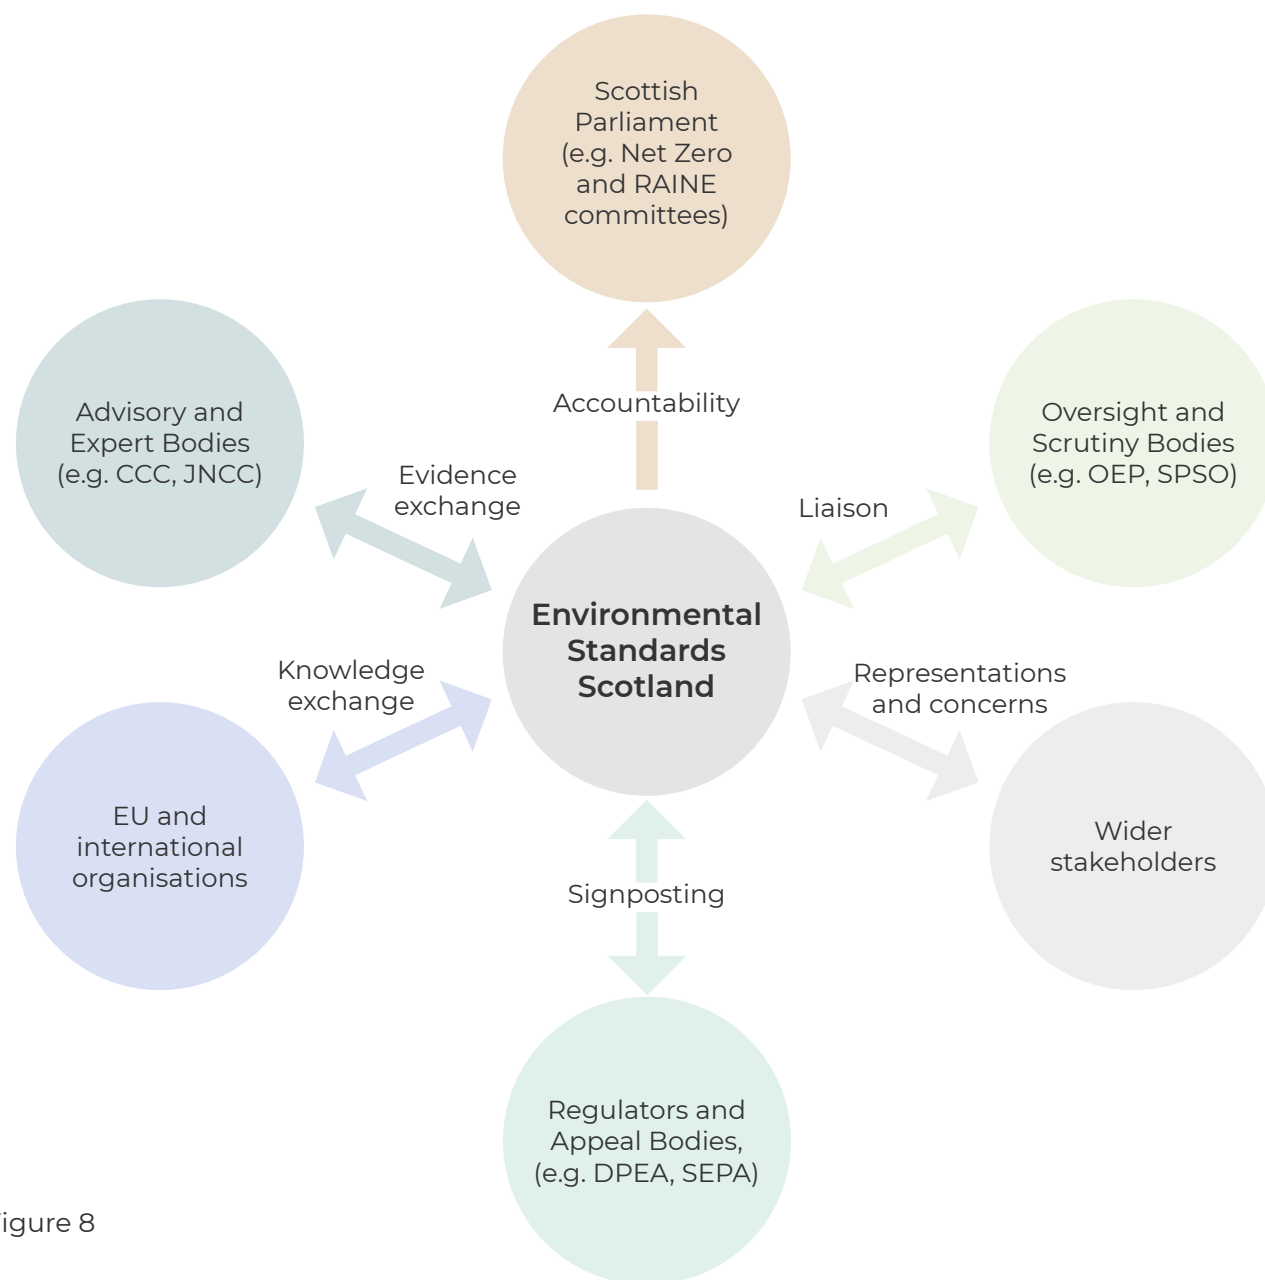 Scottish
Parliament
(e.g. Net Zero
and RAINE
committees)
Accountability
Advisory and
Expert Bodies
(e.g. CCC, JNCC)
Evidence
exchange
Oversight and
Scrutiny Bodies
(e.g. OEP, SPSO)
Liaison
Environmental
Standards
Scotland
Knowledge
exchange
EU and
international
organisations
Representations
and concerns
Wider
stakeholders
Signposting
Regulators and
Appeal Bodies,
(e.g. DPEA, SEPA)
igure 8